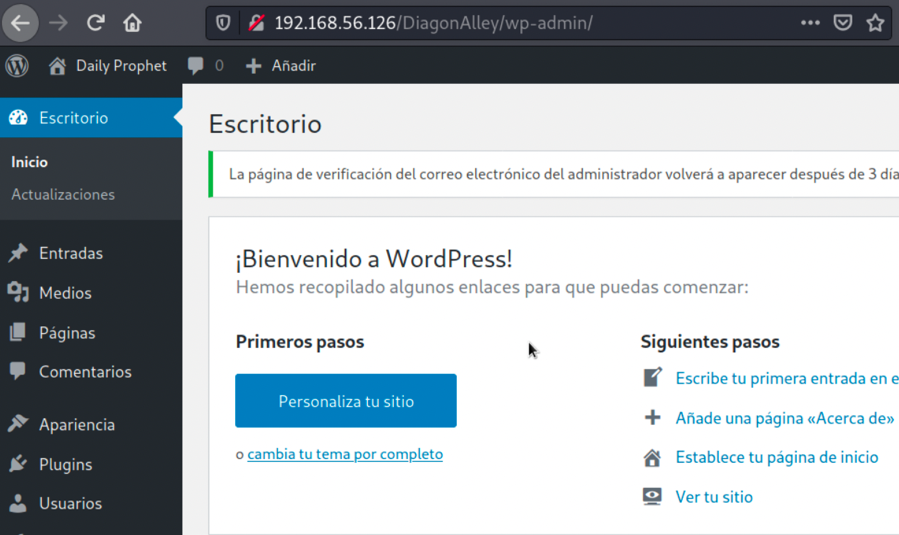 192.168.56.126/DiagonAlley/wp-admin/
Daily Prophet 0 Añadir
Escritorio
Inicio
Actualizaciones
Entradas
Medios
Páginas
Comentarios
Apariencia
Plugins
Usuarios
Escritorio
La página de verificación del correo electrónico del administrador volverá a aparecer después de 3 día
¡Bienvenido a WordPress!
Hemos recopilado algunos enlaces para que puedas comenzar:
Primeros pasos
Personaliza tu sitio
o cambia tu tema por completo
Siguientes pasos
Escribe tu primera entrada en e
Añade una página «Acerca de»
Establece tu página de inicio
Ver tu sitio